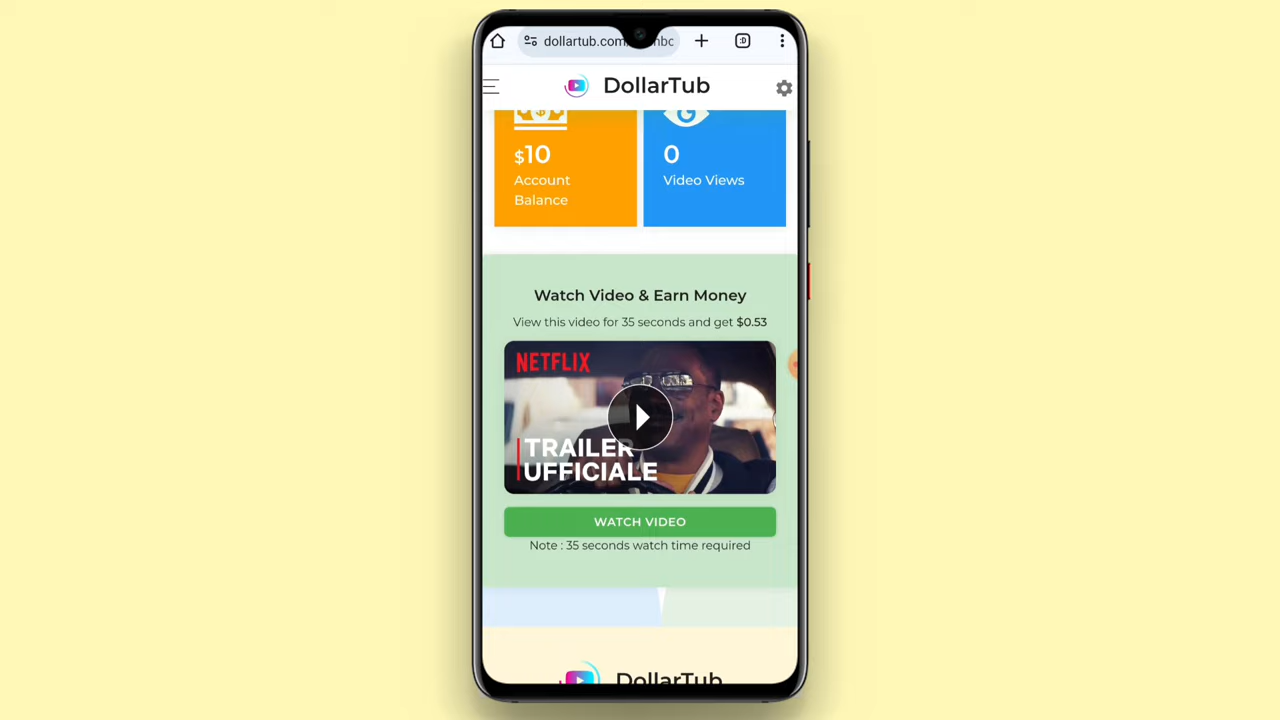 dollartub.com
:D
DollarTub
$10
Account
Balance
0
Video Views
Watch Video & Earn Money
View this video for 35 seconds and get $0.53
NETFLIX
TRAILER
UFFICIALE
WATCH VIDEO
Note : 35 seconds watch time required
DollarTub